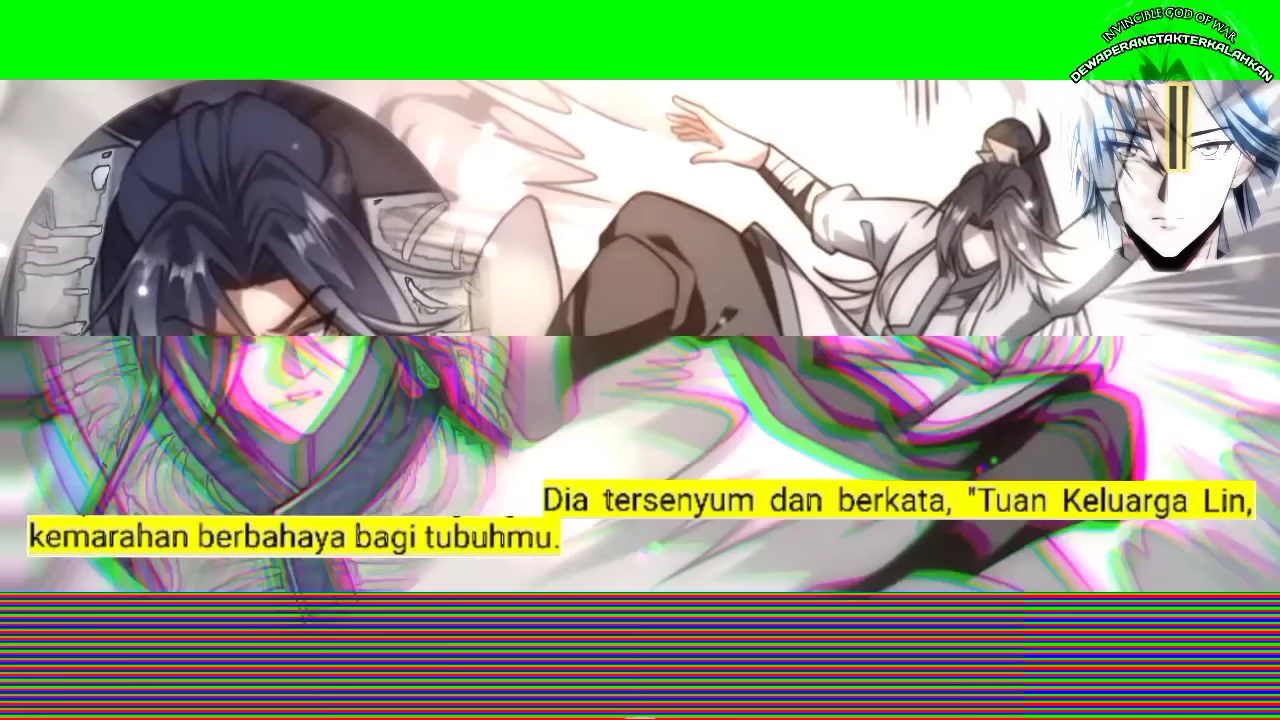 INVINCIBLE GOD OF WAR
DEWAPERANGTAKTERKALAHKAN
Dia tersenyum dan berkata, "Tuan Keluarga Lin,
kemarahan berbahaya bagi tubuhmu.